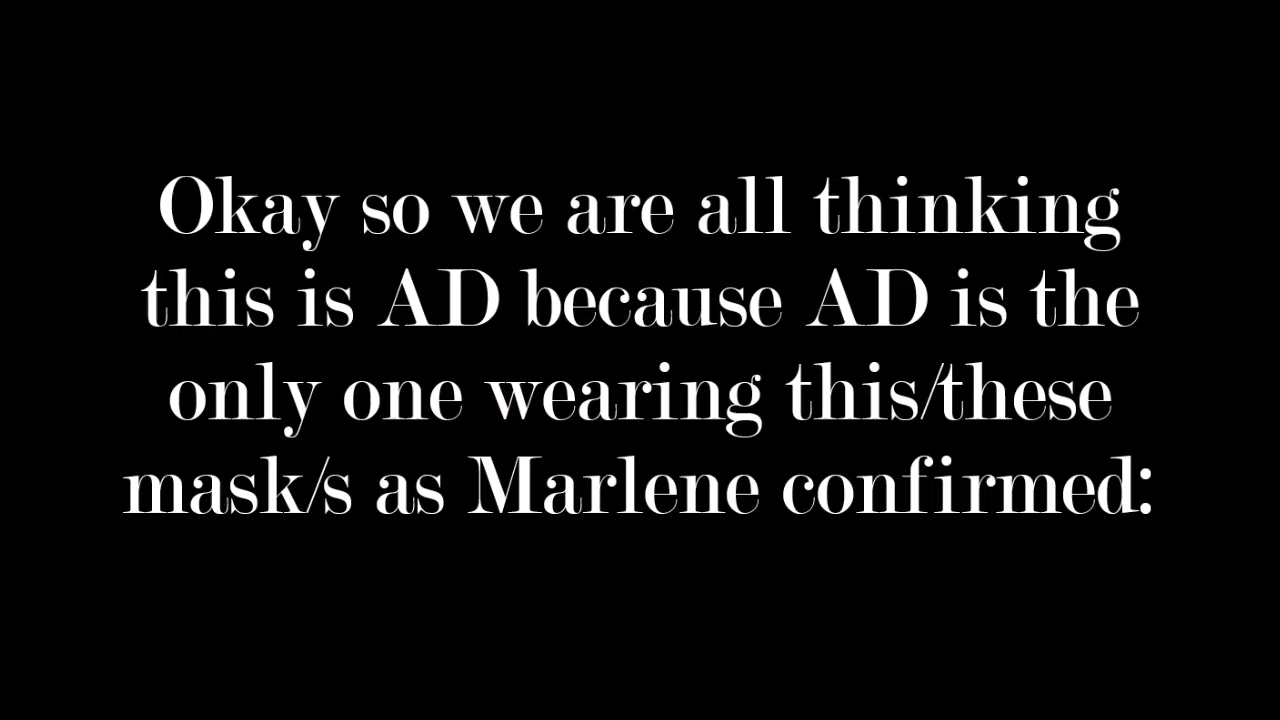 Okay so we are all thinking
this is AD because AD is the
only one wearing this/these
mask/s as Marlene confirmed: